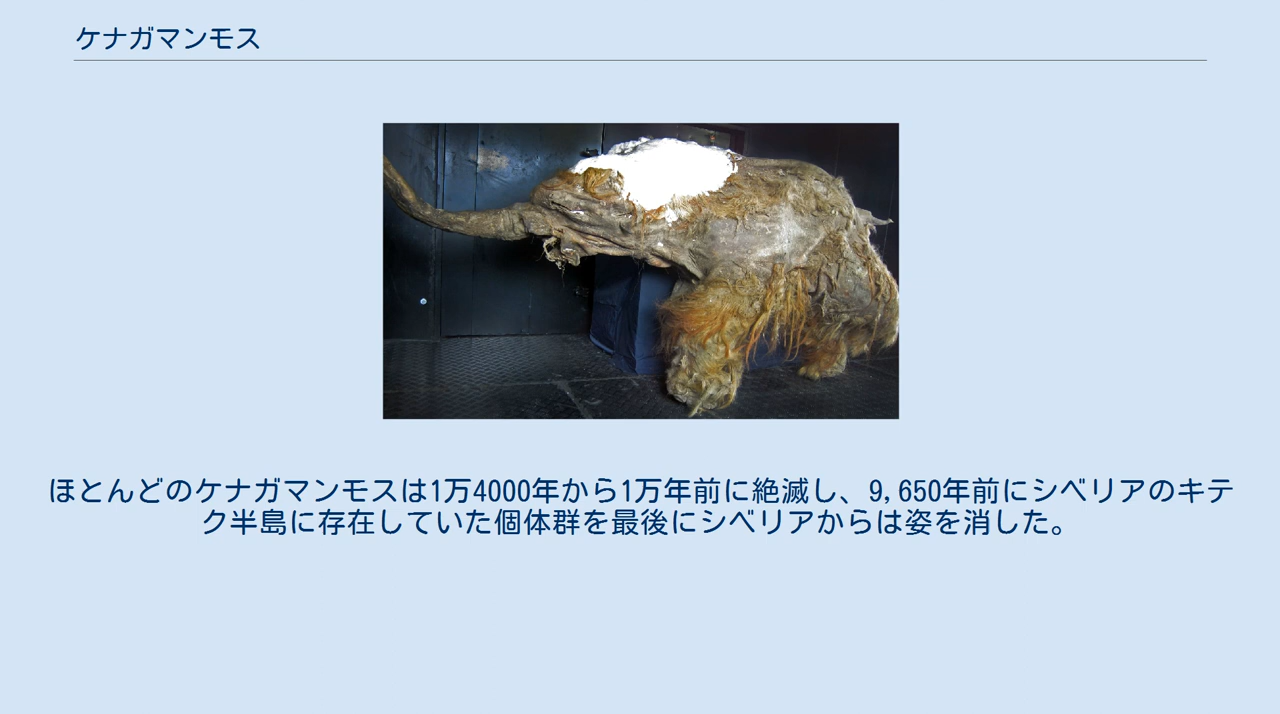 ケナガマンモス
ほとんどのケナガマンモスは1万4000年から1万年前に絶滅し、9,650年前にシベリアのキテ
ク半島に存在していた個体群を最後にシベリアからは姿を消した。